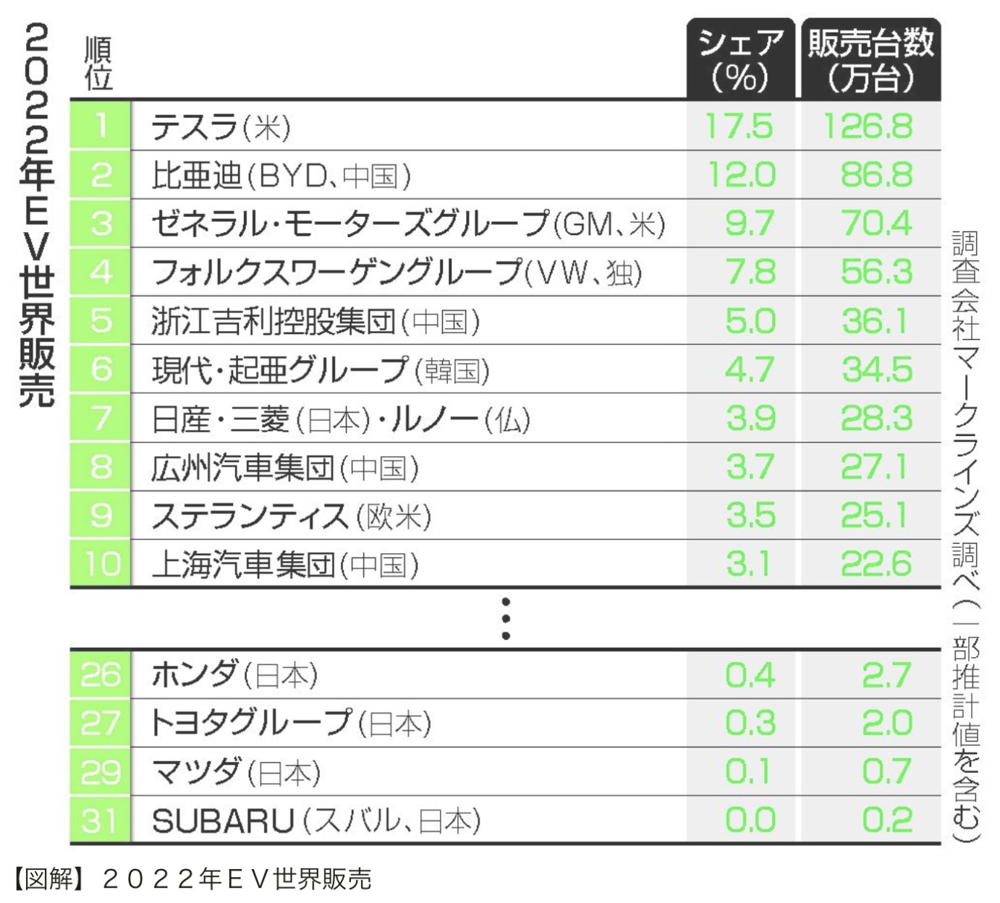 2022年EV世界販売
順位 シェア(%) 販売台数(万台)
1 テスラ(米) 17.5 126.8
2 比亜迪(BYD、中国) 12.0 86.8
3 ゼネラル・モーターズグループ(GM、米) 9.7 70.4
4 フォルクスワーゲングループ(VW、独) 7.8 56.3
5 浙江吉利控股集団(中国) 5.0 36.1
6 現代・起亜グループ(韓国) 4.7 34.5
7 日産・三菱(日本)・ルノー(仏) 3.9 28.3
8 広州汽車集団(中国) 3.7 27.1
9 ステランティス(欧米) 3.5 25.1
10 上海汽車集団(中国) 3.1 22.6
26 ホンダ(日本) 0.4 2.7
27 トヨタグループ(日本) 0.3 2.0
29 マツダ(日本) 0.1 0.7
31 SUBARU(スバル、日本) 0.0 0.2
調査会社マークラインズ調べ(一部推計値を含む)
【図解】２０２２年ＥＶ世界販売